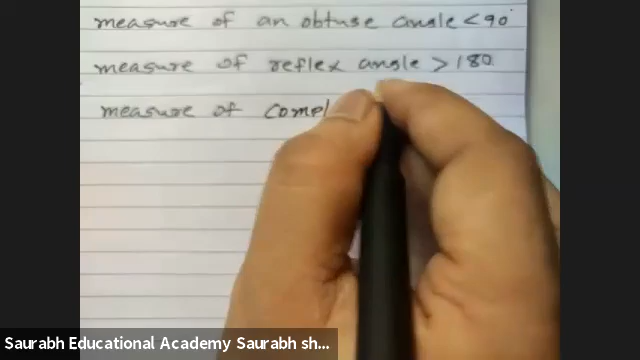 measure of an obtuse angle < 90°
measure of reflex angle > 180
measure of compl
Saurabh Educational Academy Saurabh sh...